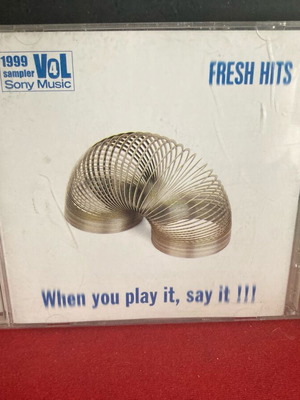 1999
sampler
VOL
4
Sony Music
FRESH HITS
When you play it, say it !!!